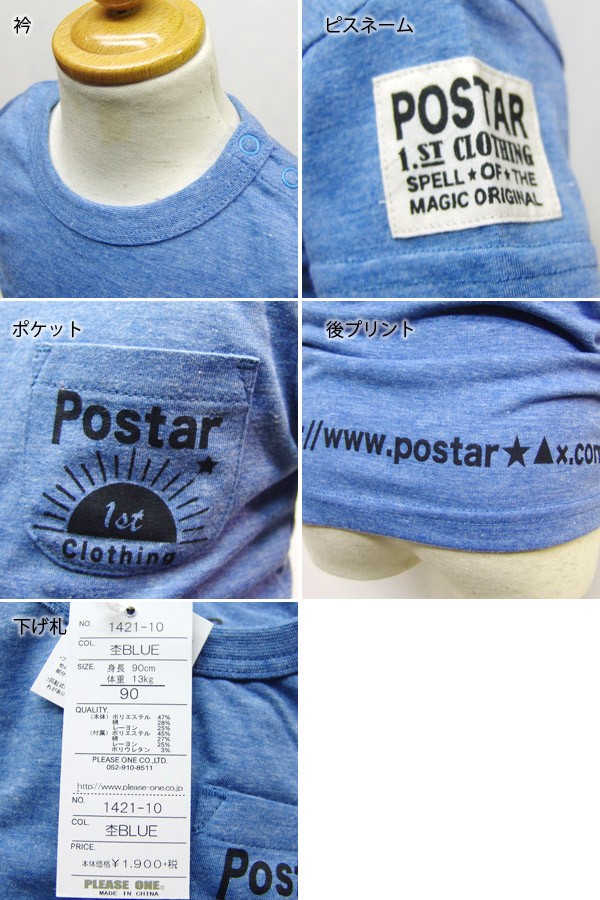 衿
ピスネーム
POSTAR
1.ST CLOTHING
SPELL★OF★THE
MAGIC ORIGINAL
ポケット
Postar
1st
Clothing
後プリント
//www.postar★▲x.com
下げ札
NO. 1421-10
COL. 杢BLUE
SIZE. 身長 90cm
体重 13kg
90
QUALITY.
(本体) ポリエステル 47%
綿 28%
レーヨン 25%
(付属) ポリエステル 45%
綿 27%
レーヨン 25%
ポリウレタン 3%
PLEASE ONE CO.,LTD.
052-910-8511
http://www.please-one.co.jp
NO. 1421-10
COL. 杢BLUE
PRICE.
本体価格 ¥1,900+税
PLEASE ONE®
MADE IN CHINA
Pos